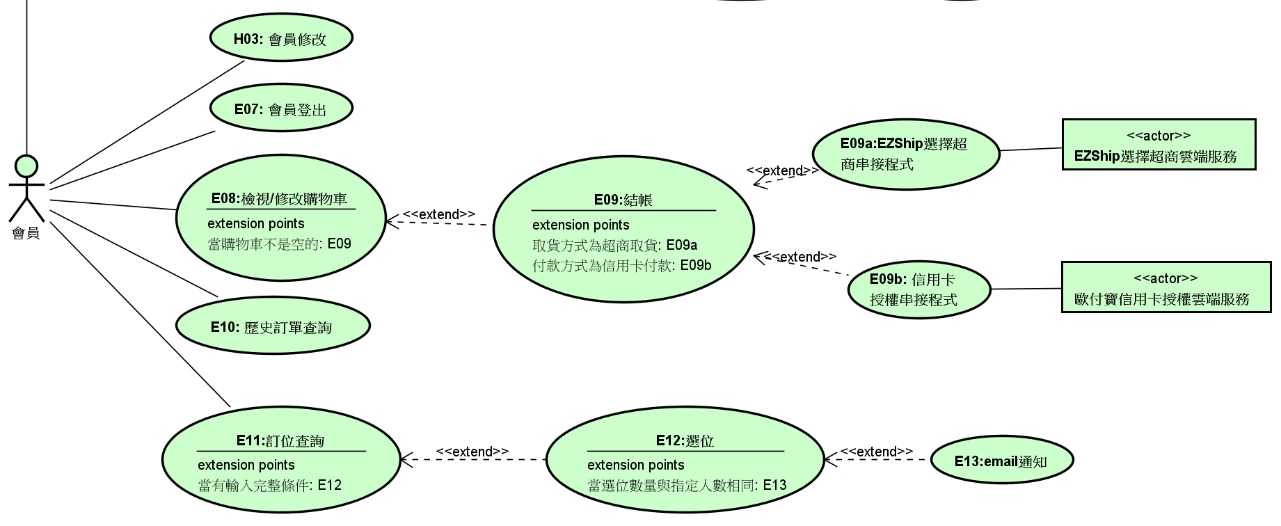 H03: 會員修改
E07: 會員登出
會員
E08:檢視/修改購物車
extension points
當購物車不是空的: E09
<<extend>>
E09:結帳
extension points
取貨方式為超商取貨: E09a
付款方式為信用卡付款: E09b
<<extend>>
E09a:EZShip選擇超
商串接程式
<<actor>>
EZShip選擇超商雲端服務
<<extend>>
E09b: 信用卡
授權串接程式
<<actor>>
歐付寶信用卡授權雲端服務
E10: 歷史訂單查詢
E11:訂位查詢
extension points
當有輸入完整條件: E12
<<extend>>
E12:選位
extension points
當選位數量與指定人數相同: E13
<<extend>>
E13:email通知